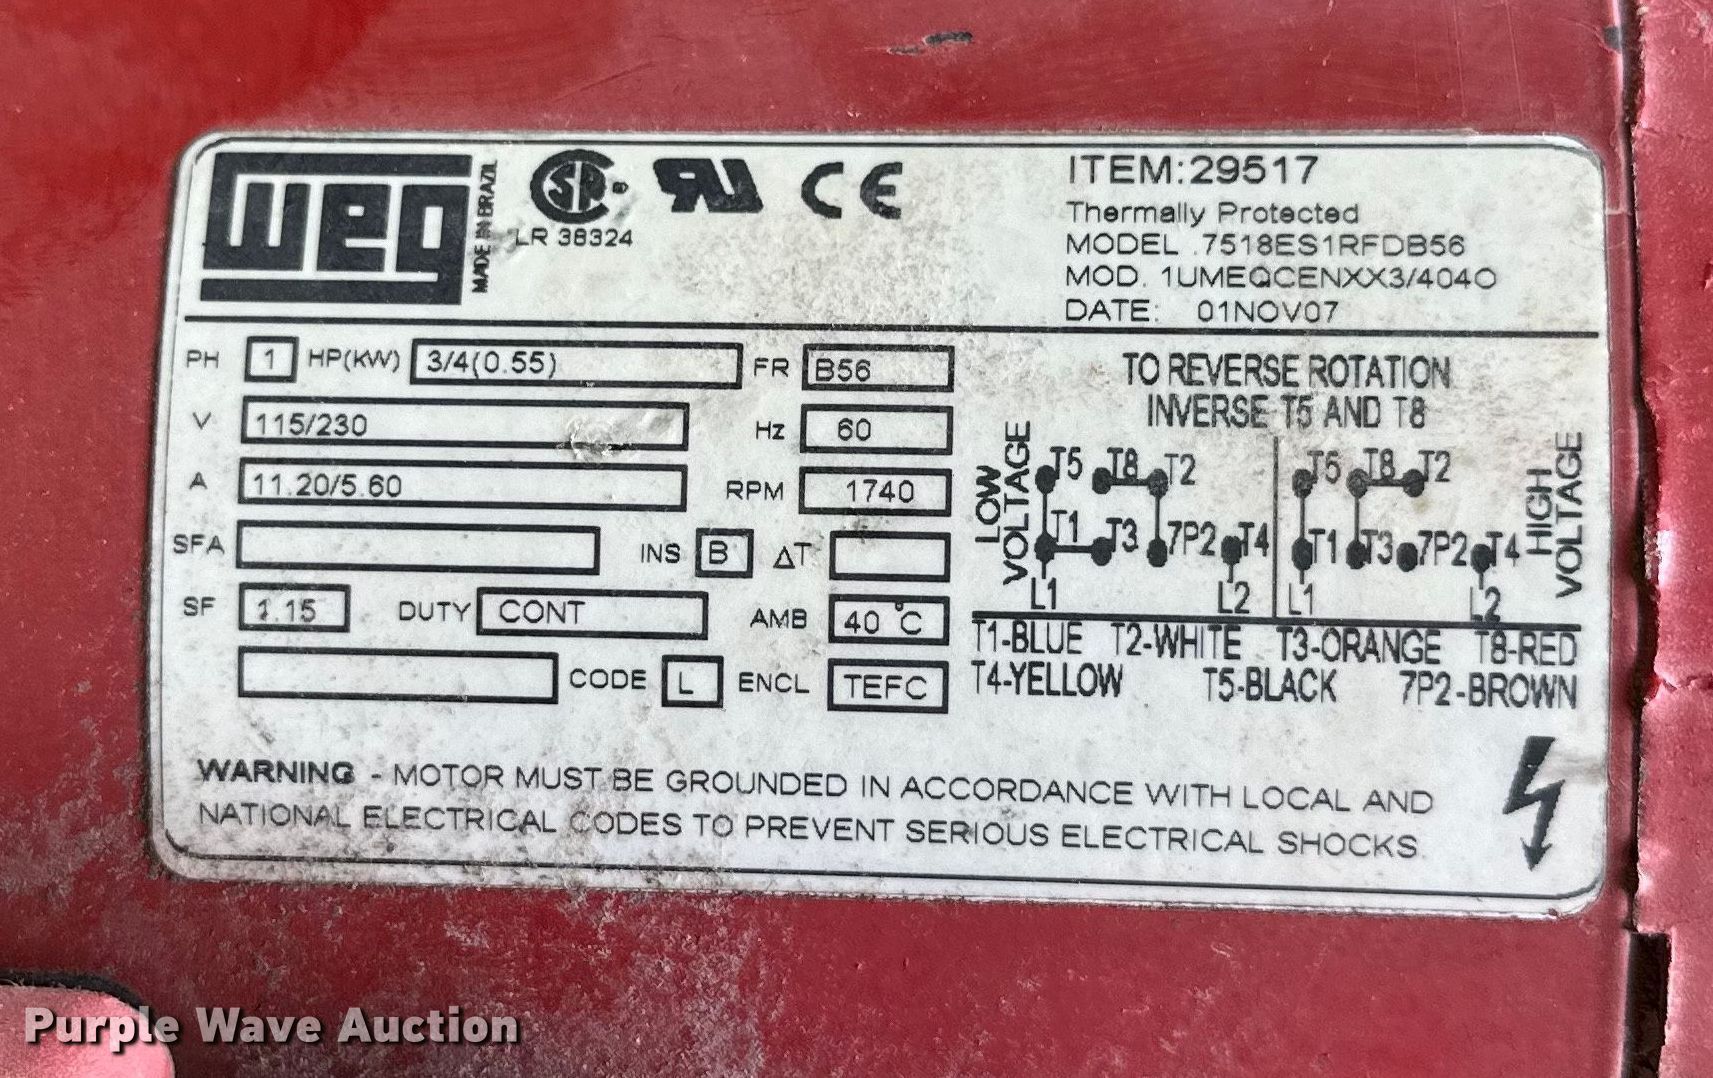 weg
MADE IN BRAZIL
LR 38324
ITEM:29517
Thermally Protected
MODEL .7518ES1RFDB56
MOD. 1UMEQCENXX3/404O
DATE: 01NOV07
PH 1 HP(KW) 3/4(0.55) FR B56
V 115/230 Hz 60
A 11.20/5.60 RPM 1740
SFA INS B ΔT
SF 1.15 DUTY CONT AMB 40°C
CODE L ENCL TEFC
TO REVERSE ROTATION
INVERSE T5 AND T8
LOW VOLTAGE
T5 T8 T2
T1 T3 7P2 T4
L1 L2
T5 T8 T2
T1 T3 7P2 T4
L1 L2
HIGH VOLTAGE
T1-BLUE T2-WHITE T3-ORANGE T8-RED
T4-YELLOW T5-BLACK 7P2-BROWN
WARNING - MOTOR MUST BE GROUNDED IN ACCORDANCE WITH LOCAL AND
NATIONAL ELECTRICAL CODES TO PREVENT SERIOUS ELECTRICAL SHOCKS.
Purple Wave Auction